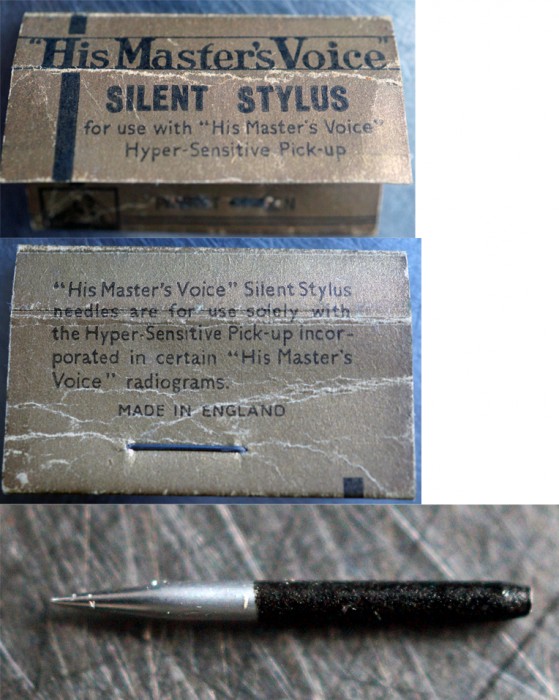 "His Master's Voice"
SILENT STYLUS
for use with "His Master's Voice"
Hyper-Sensitive Pick-up
"His Master's Voice" Silent Stylus
needles are for use solely with
the Hyper-Sensitive Pick-up incor-
porated in certain "His Master's
Voice" radiograms.
MADE IN ENGLAND